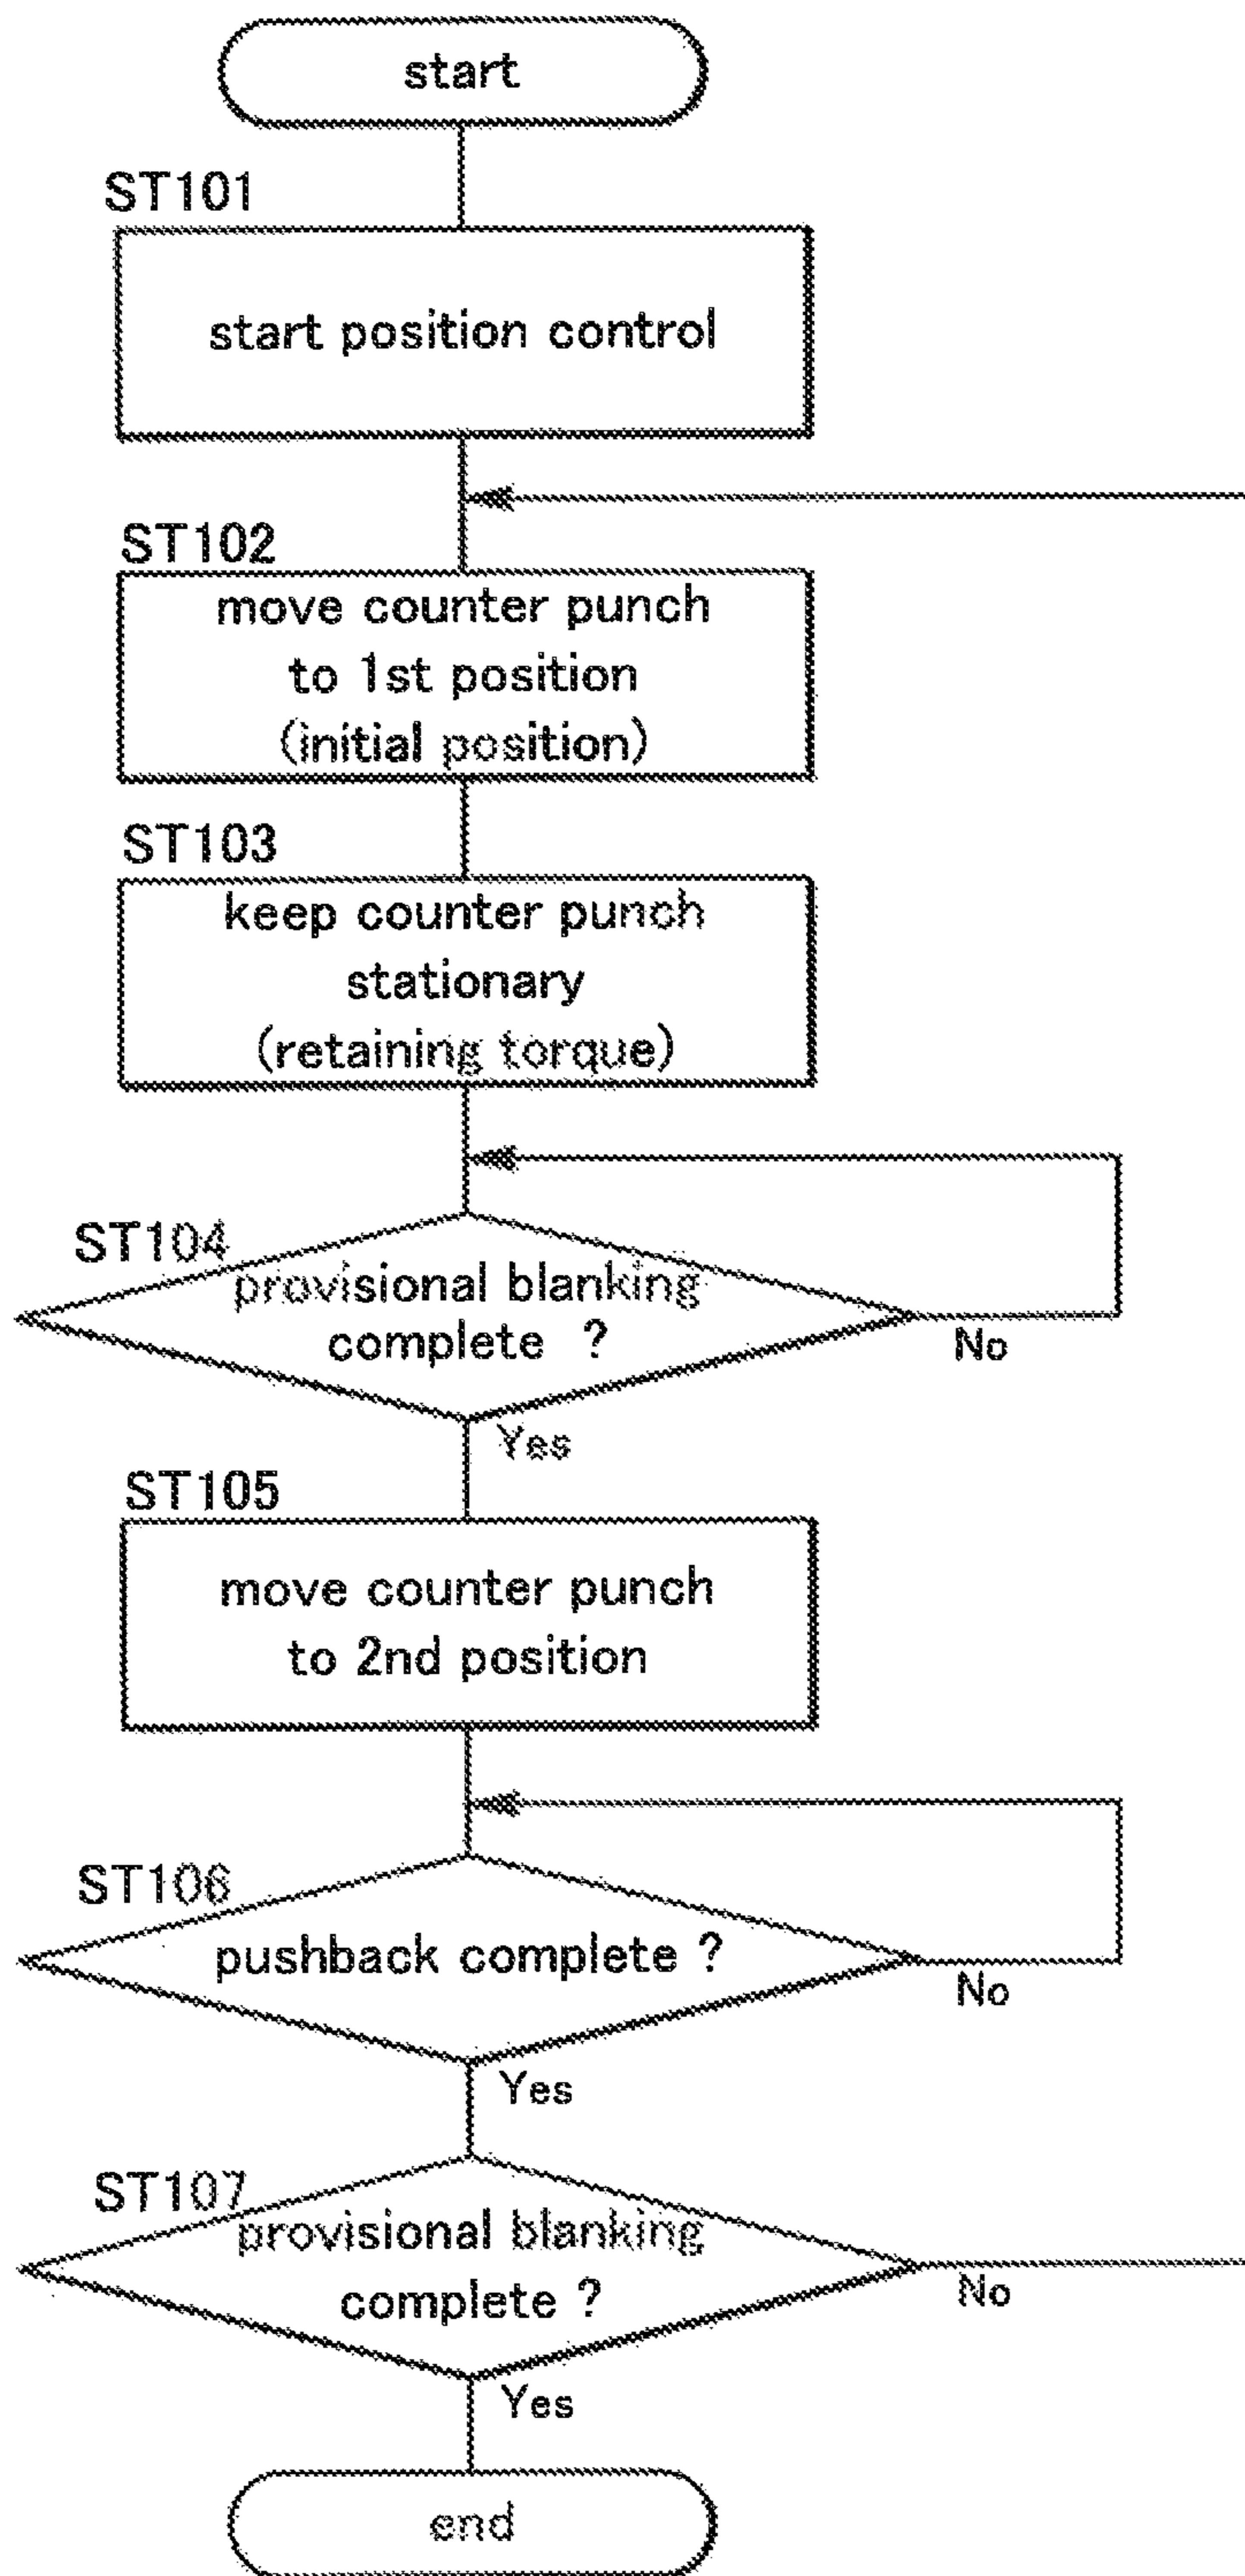 start
ST101
start position control
ST102
move counter punch
to 1st position
(initial position)
ST103
keep counter punch
stationary
(retaining torque)
ST104
provisional blanking
complete ?
No
Yes
ST105
move counter punch
to 2nd position
ST106
pushback complete ?
No
Yes
ST107
provisional blanking
complete ?
No
Yes
end